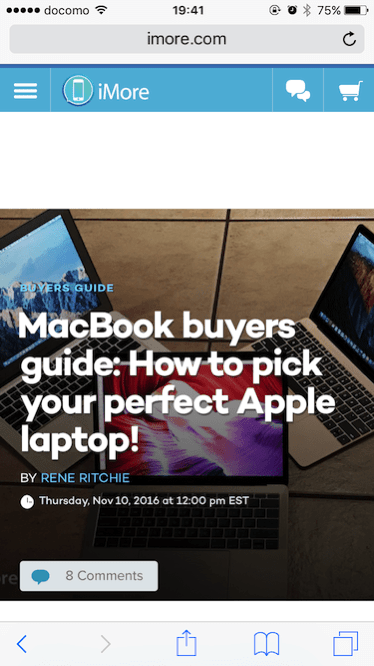 docomo 19:41 75%
imore.com
iMore
BUYERS GUIDE
MacBook buyers
guide: How to pick
your perfect Apple
laptop!
BY RENE RITCHIE
Thursday, Nov 10, 2016 at 12:00 pm EST
8 Comments